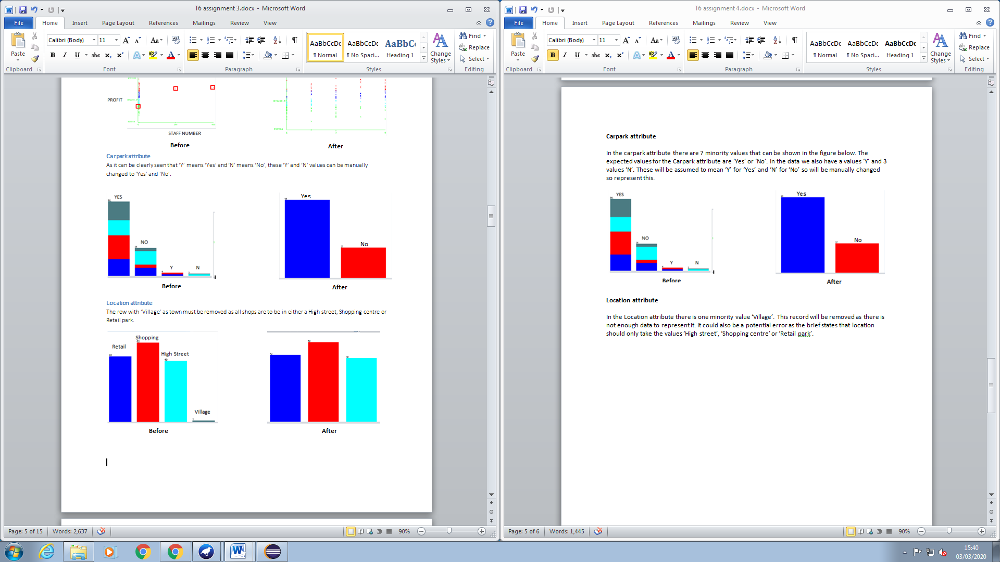 T6 assignment 3.docx - Microsoft Word
File Home Insert Page Layout References Mailings Review View
Calibri (Body) 11
Paste
Clipboard Font Paragraph Styles Editing
AaBbCcDc AaBbCcDc AaBbC
¶ Normal ¶ No Spaci... Heading 1
Change Styles
Find
Replace
Select
PROFIT
STAFF NUMBER
Before After
Carpark attribute
As it can be clearly seen that ‘Y’ means ‘Yes’ and ‘N’ means ‘No’, these ‘Y’ and ‘N’ values can be manually
changed to ‘Yes’ and ‘No’.
YES
NO
Y N
Yes
No
Before After
Location attribute
The row with ‘Village’ as town must be removed as all shops are to be in either a High street, Shopping centre or
Retail park.
Shopping
Retail
High Street
Village
Before After
Page: 5 of 15 Words: 2,637 90%
T6 assignment 4.docx - Microsoft Word
File Home Insert Page Layout References Mailings Review View
Calibri (Body) 11
Paste
Clipboard Font Paragraph Styles Editing
AaBbCcDc AaBbCcDc AaBbCcDc
¶ Normal ¶ No Spaci... Heading 1
Change Styles
Find
Replace
Select
Carpark attribute
In the carpark attribute there are 7 minority values that can be shown in the figure below. The
expected values for the Carpark attribute are ‘Yes’ or ‘No’. In the data we also have a values ‘Y’ and 3
values ‘N’. These will be assumed to mean ‘Y’ for ‘Yes’ and ‘N’ for ‘No’ so will be manually changed
so represent this.
YES
NO
Y N
Yes
No
Before After
Location attribute
In the Location attribute there is one minority value ‘Village’. This record will be removed as there is
not enough data to represent it. It could also be a potential error as the brief states that location
should only take the values ‘High street’, ‘Shopping centre’ or ‘Retail park’.
Page: 5 of 6 Words: 1,445 90%
15:40
03/03/2020